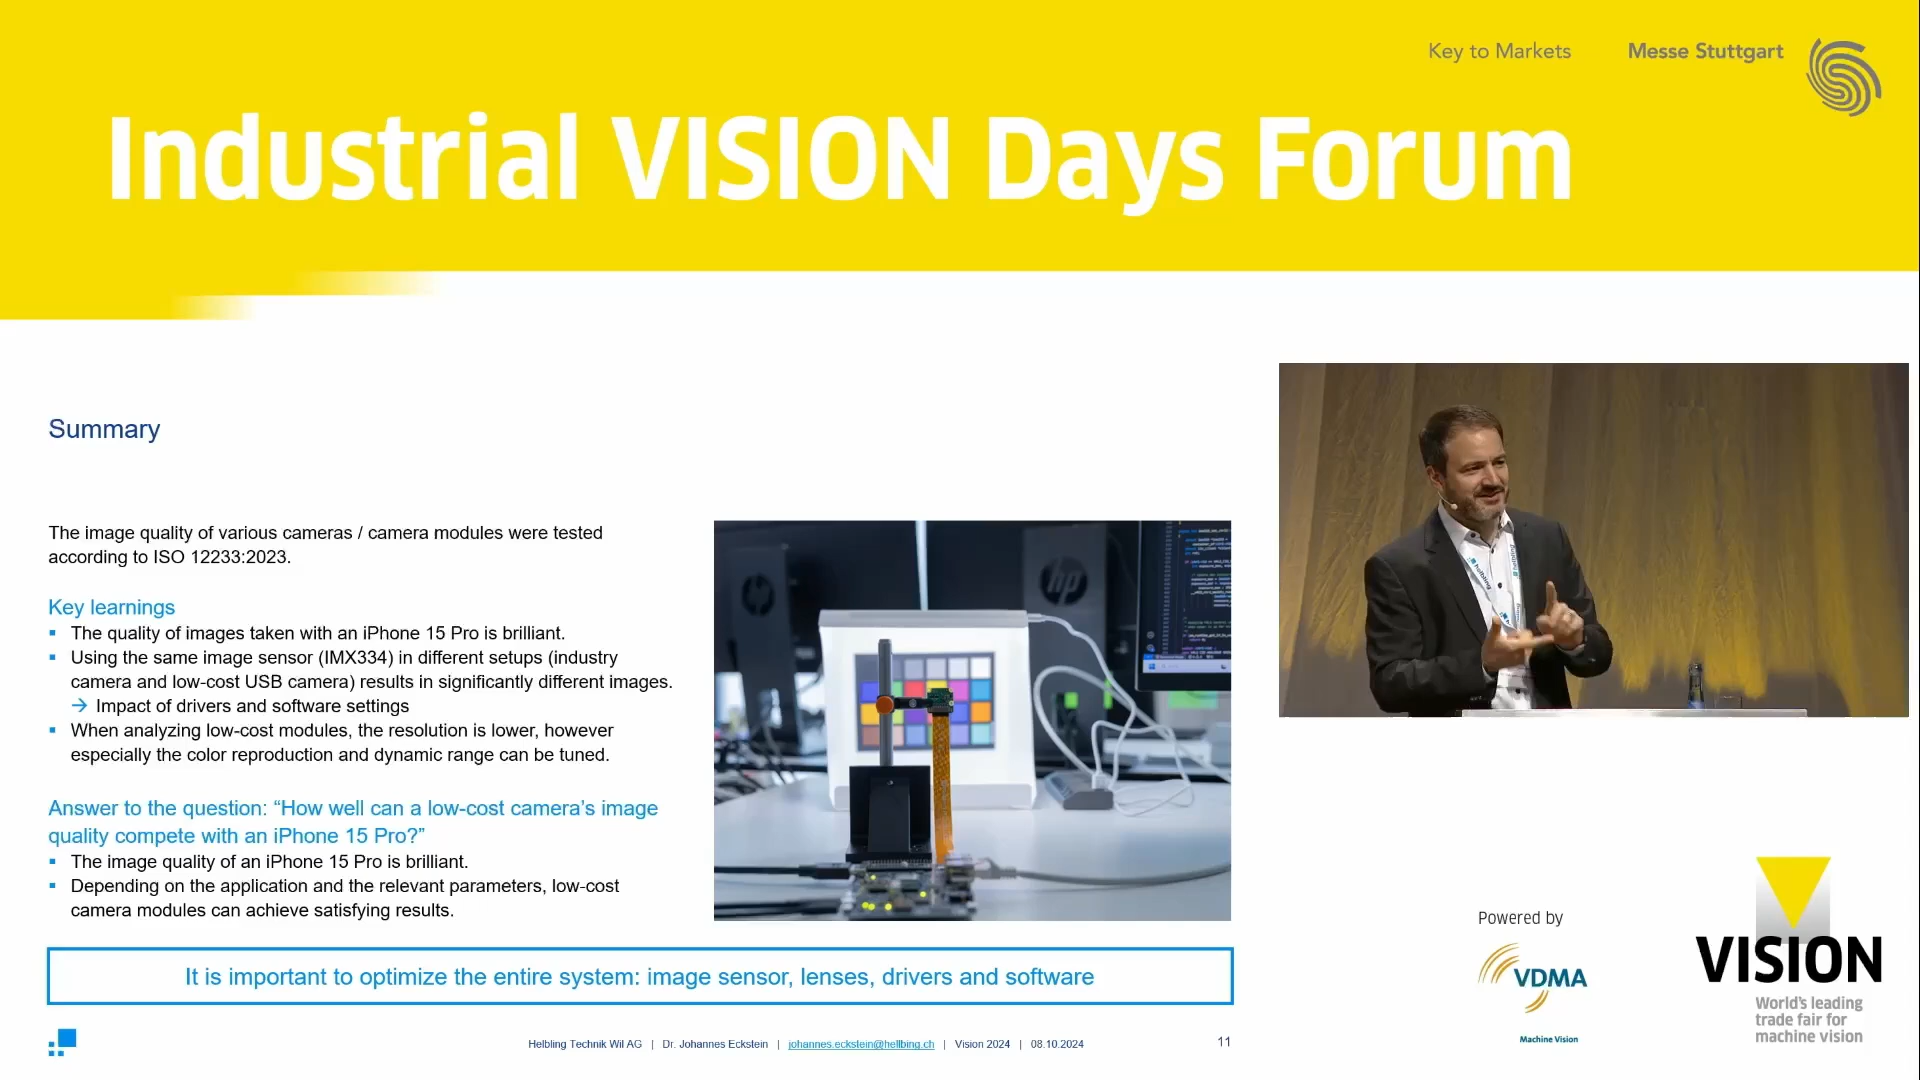 Key to Markets
Messe Stuttgart
Industrial VISION Days Forum
Summary
The image quality of various cameras / camera modules were tested
according to ISO 12233:2023.
Key learnings
▪ The quality of images taken with an iPhone 15 Pro is brilliant.
▪ Using the same image sensor (IMX334) in different setups (industry
camera and low-cost USB camera) results in significantly different images.
→ Impact of drivers and software settings
▪ When analyzing low-cost modules, the resolution is lower, however
especially the color reproduction and dynamic range can be tuned.
Answer to the question: “How well can a low-cost camera’s image
quality compete with an iPhone 15 Pro?”
▪ The image quality of an iPhone 15 Pro is brilliant.
▪ Depending on the application and the relevant parameters, low-cost
camera modules can achieve satisfying results.
hp
helbling
helbling
It is important to optimize the entire system: image sensor, lenses, drivers and software
Helbling Technik Wil AG | Dr. Johannes Eckstein | johannes.eckstein@helbling.ch | Vision 2024 | 08.10.2024
11
Powered by
VDMA
Machine Vision
VISION
World's leading
trade fair for
machine vision